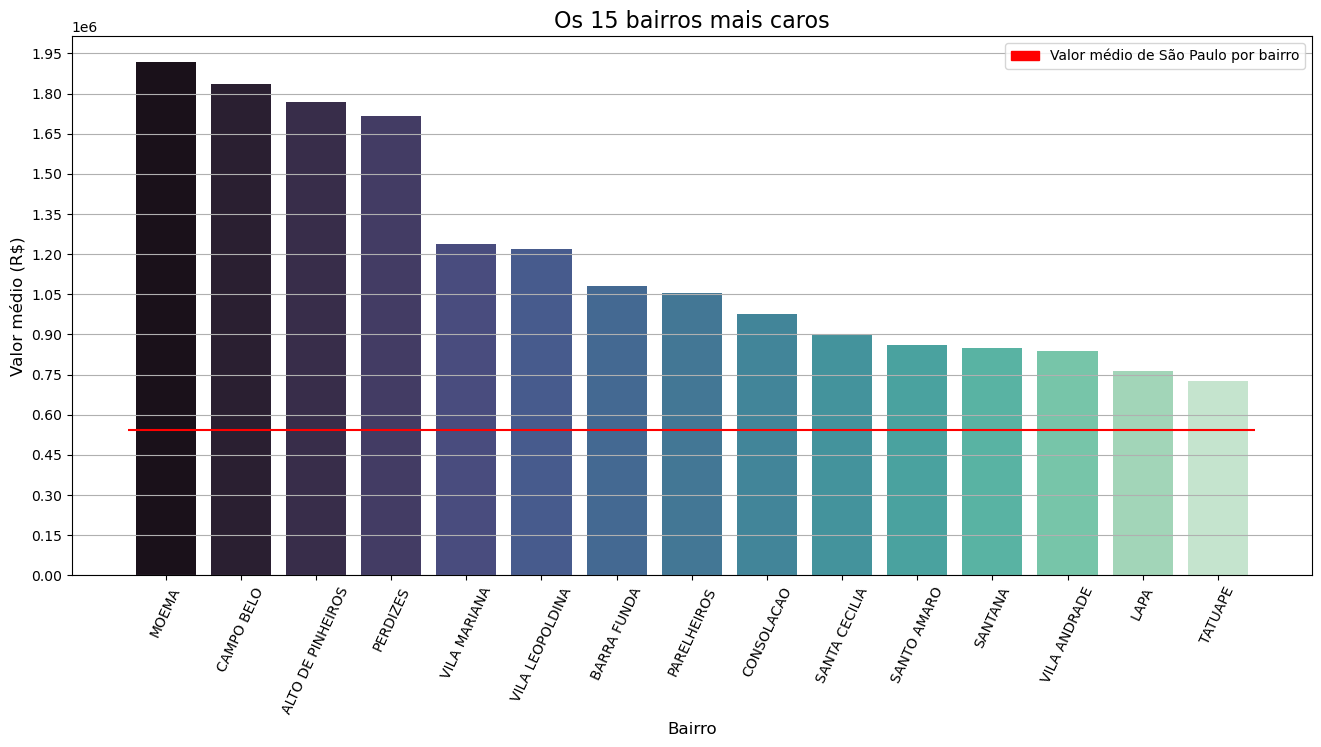 Os 15 bairros mais caros
1e6
Valor médio de São Paulo por bairro
1.95
1.80
1.65
1.50
1.35
1.20
1.05
0.90
0.75
0.60
0.45
0.30
0.15
0.00
Valor médio (R$)
MOEMA
CAMPO BELO
ALTO DE PINHEIROS
PERDIZES
VILA MARIANA
VILA LEOPOLDINA
BARRA FUNDA
PARELHEIROS
CONSOLACAO
SANTA CECILIA
SANTO AMARO
SANTANA
VILA ANDRADE
LAPA
TATUAPE
Bairro